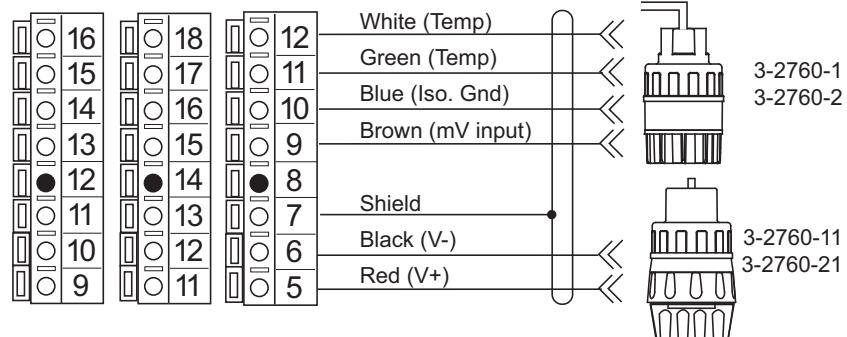 16 18 12 White (Temp)
15 17 11 Green (Temp) 3-2760-1
14 16 10 Blue (Iso. Gnd) 3-2760-2
13 15 9 Brown (mV input)
12 14 8
11 13 7 Shield
10 12 6 Black (V-) 3-2760-11
9 11 5 Red (V+) 3-2760-21